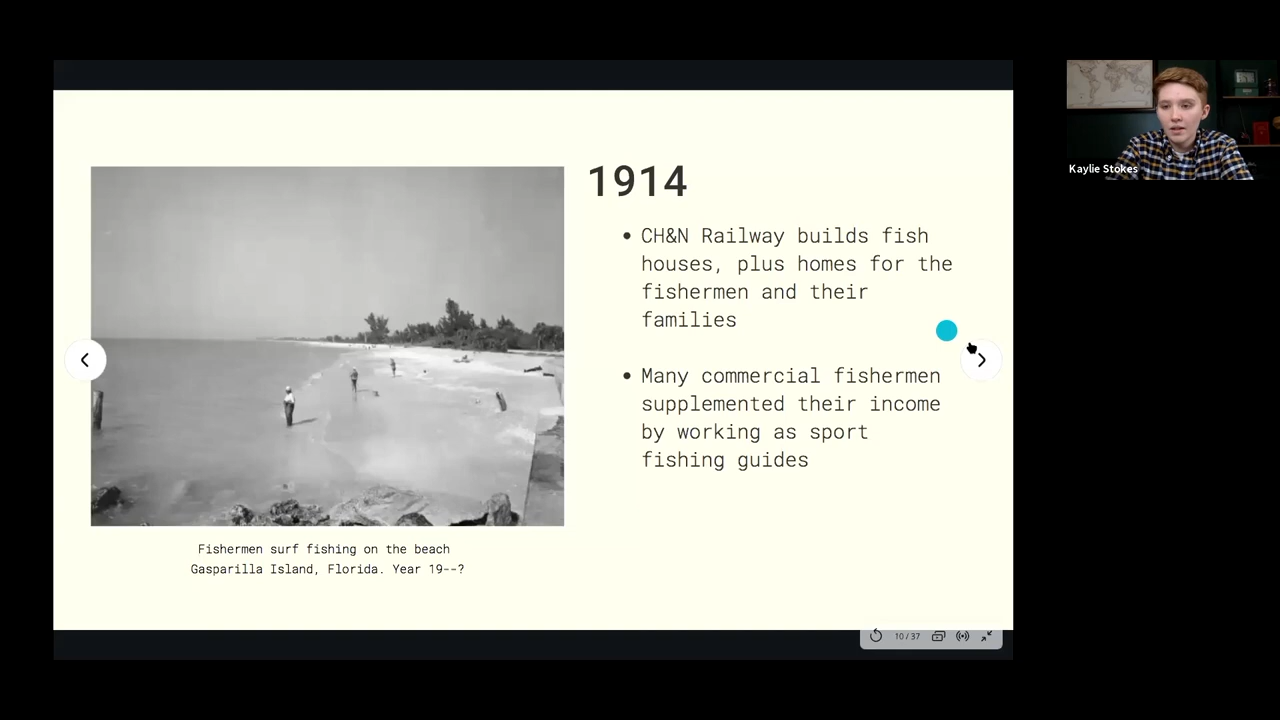 1914
• CH&N Railway builds fish
houses, plus homes for the
fishermen and their
families
• Many commercial fishermen
supplemented their income
by working as sport
fishing guides
Fishermen surf fishing on the beach
Gasparilla Island, Florida. Year 19--?
Kaylie Stokes
10/37